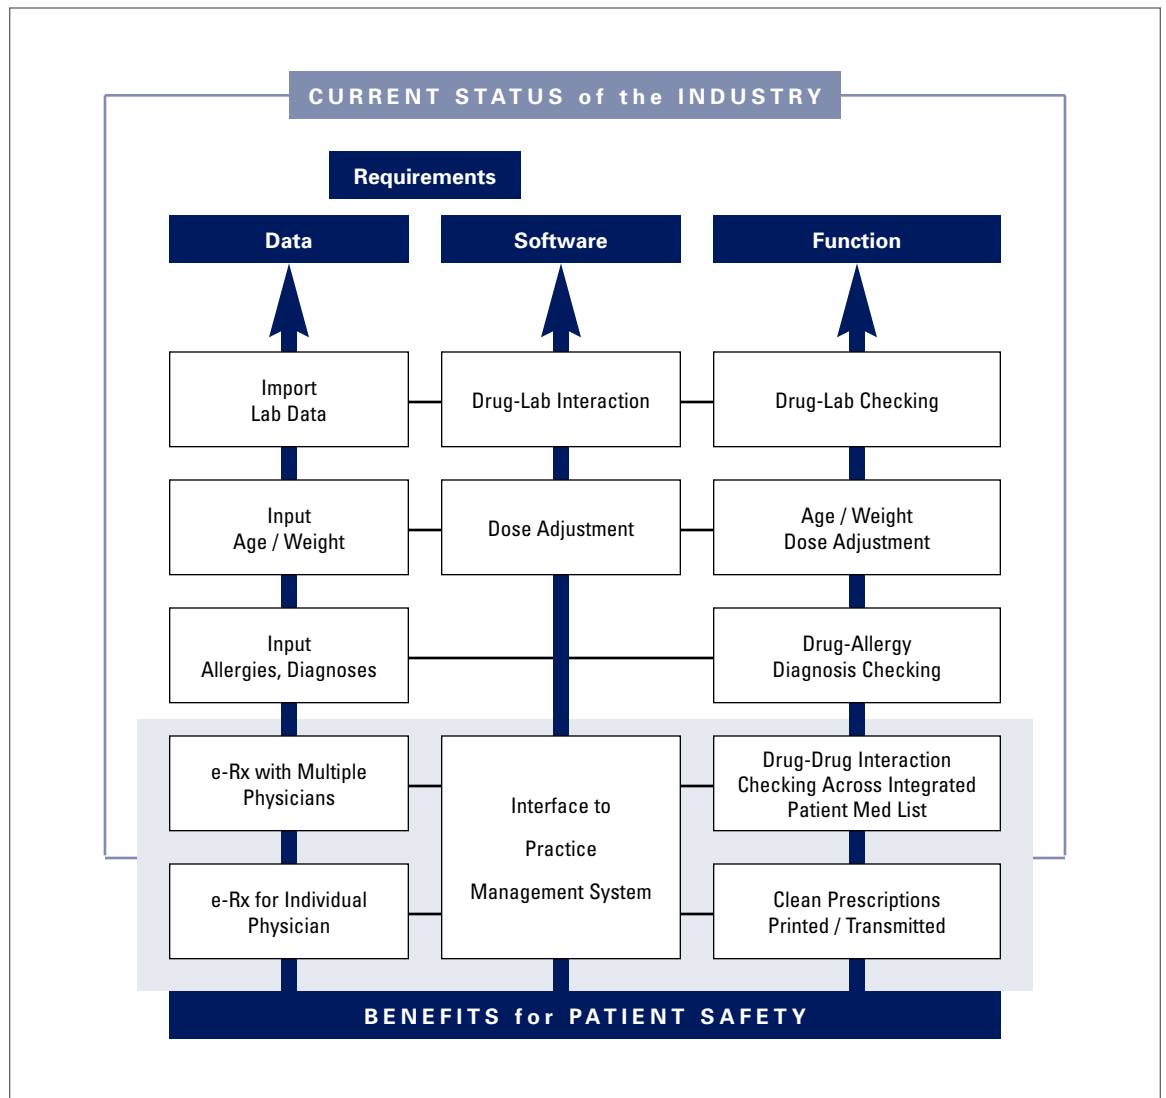 CURRENT STATUS of the INDUSTRY
Requirements
Data
Software
Function
Import
Lab Data
Drug-Lab Interaction
Drug-Lab Checking
Input
Age / Weight
Dose Adjustment
Age / Weight
Dose Adjustment
Input
Allergies, Diagnoses
Drug-Allergy
Diagnosis Checking
e-Rx with Multiple
Physicians
Interface to
Practice
Management System
Drug-Drug Interaction
Checking Across Integrated
Patient Med List
e-Rx for Individual
Physician
Clean Prescriptions
Printed / Transmitted
BENEFITS for PATIENT SAFETY